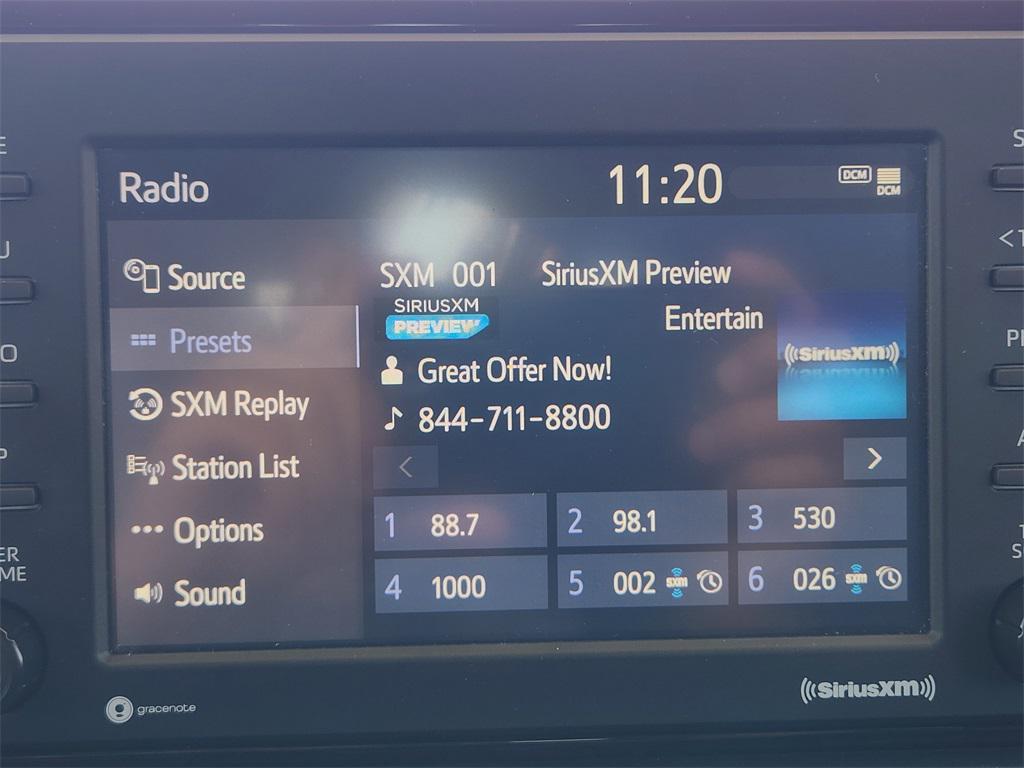 Radio
11:20
DCM
DCM
Source
Presets
SXM Replay
Station List
Options
Sound
SXM 001 SiriusXM Preview
SIRIUSXM
PREVIEW
Entertain
SiriusXM
Great Offer Now!
844-711-8800
<
>
1 88.7
2 98.1
3 530
4 1000
5 002 sxm
6 026 sxm
gracenote
SiriusXM